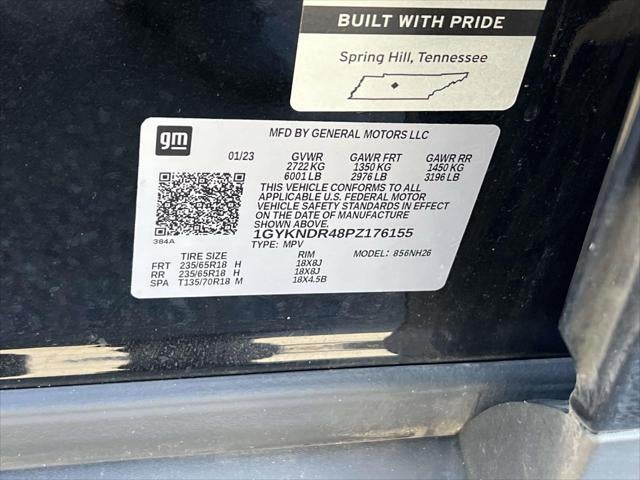 BUILT WITH PRIDE
Spring Hill, Tennessee
gm
MFD BY GENERAL MOTORS LLC
01/23 GVWR GAWR FRT GAWR RR
2722 KG 1350 KG 1450 KG
6001 LB 2976 LB 3196 LB
THIS VEHICLE CONFORMS TO ALL
APPLICABLE U.S. FEDERAL MOTOR
VEHICLE SAFETY STANDARDS IN EFFECT
ON THE DATE OF MANUFACTURE
SHOWN ABOVE.
1GYKNDR48PZ176155
384A
TYPE: MPV MODEL: 856NH26
TIRE SIZE RIM
FRT 235/65R18 H 18X8J
RR 235/65R18 H 18X8J
SPA T135/70R18 M 18X4.5B